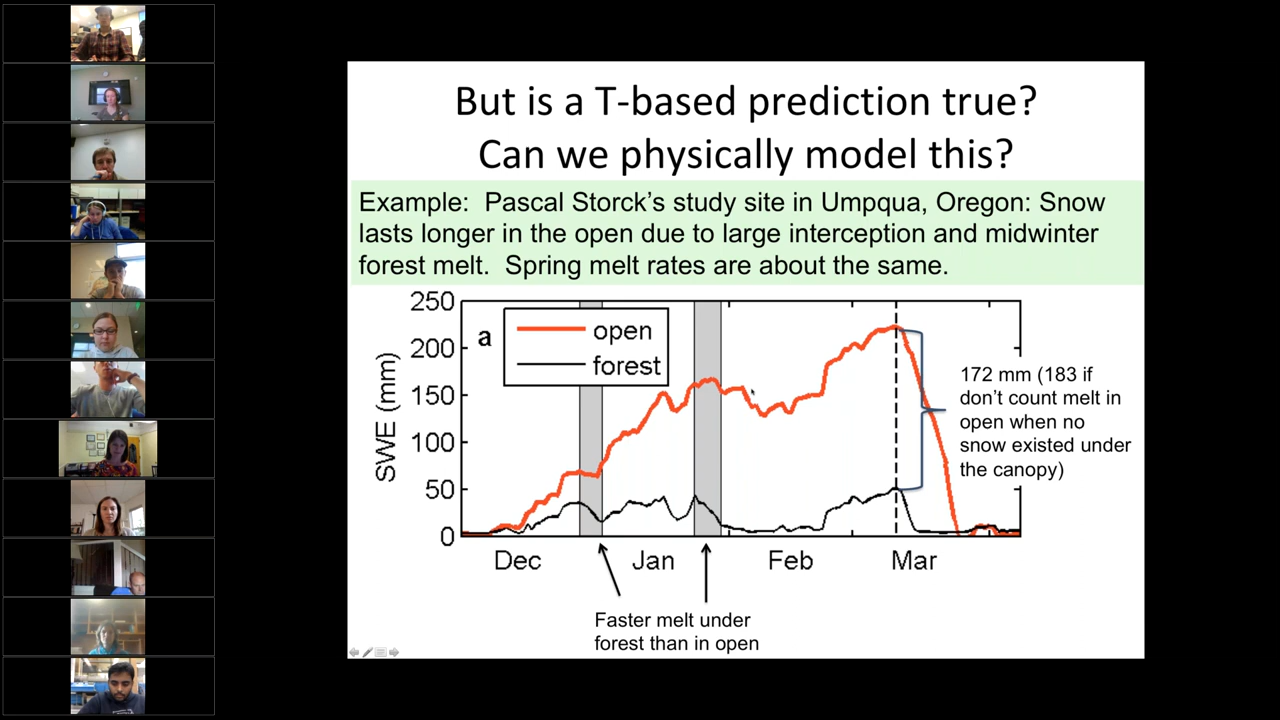 But is a T-based prediction true?
Can we physically model this?
Example: Pascal Storck's study site in Umpqua, Oregon: Snow
lasts longer in the open due to large interception and midwinter
forest melt. Spring melt rates are about the same.
250
200
150
100
50
0
SWE (mm)
a
open
forest
172 mm (183 if
don't count melt in
open when no
snow existed under
the canopy)
Dec
Jan
Feb
Mar
Faster melt under
forest than in open